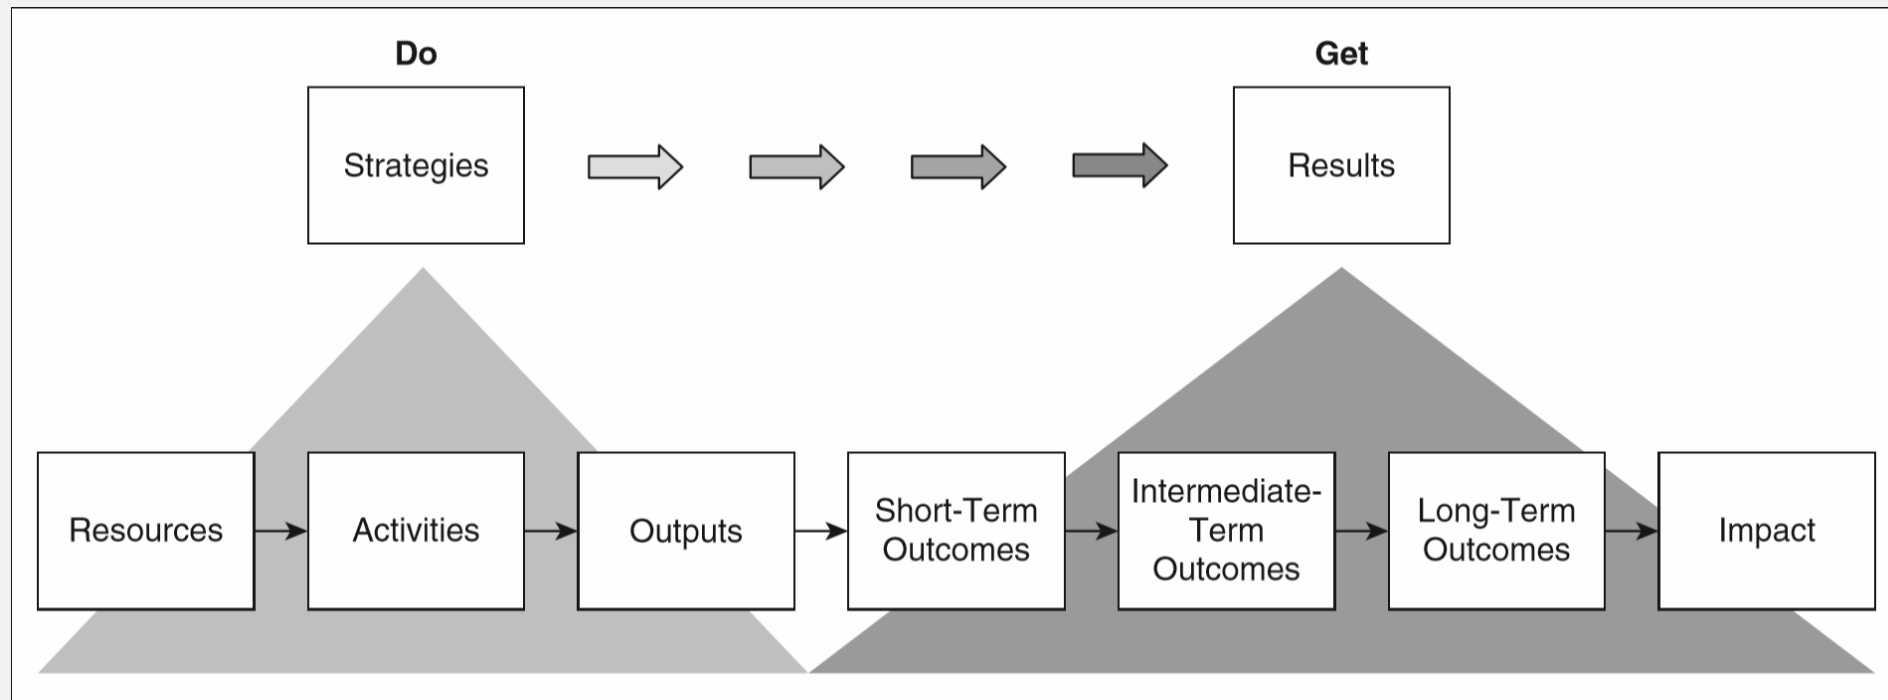 Do
Get
Strategies
Results
Resources
Activities
Outputs
Short-Term
Outcomes
Intermediate-
Term
Outcomes
Long-Term
Outcomes
Impact